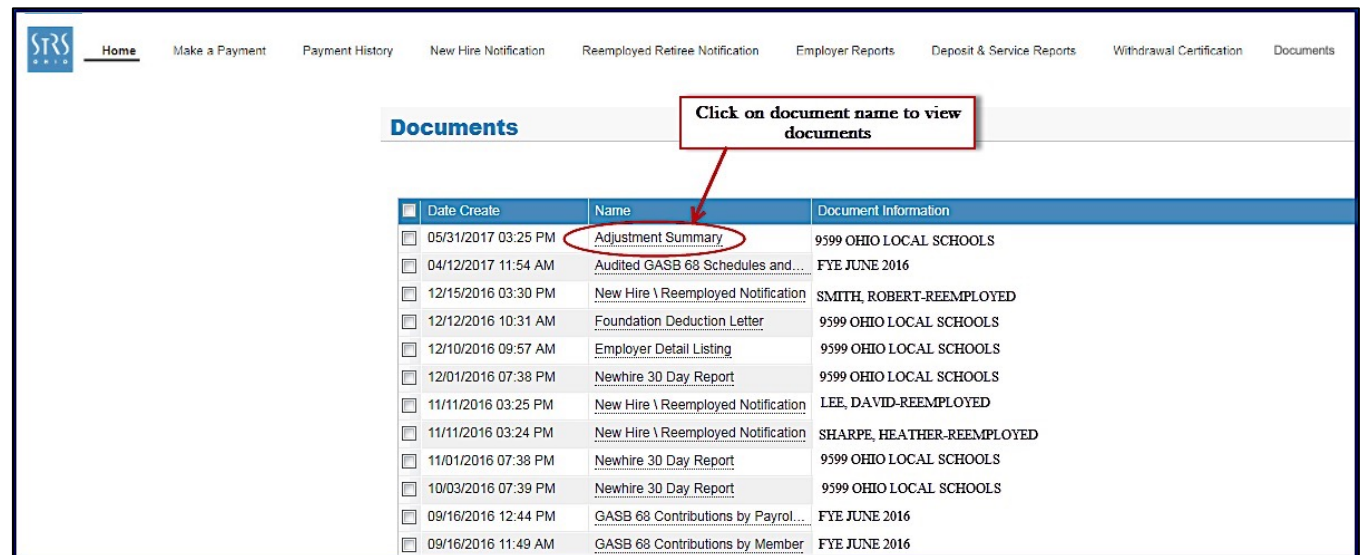 STRS
OHIO
Home Make a Payment Payment History New Hire Notification Reemployed Retiree Notification Employer Reports Deposit & Service Reports Withdrawal Certification Documents
Click on document name to view
documents
Documents
Date Create Name Document Information
05/31/2017 03:25 PM Adjustment Summary 9599 OHIO LOCAL SCHOOLS
04/12/2017 11:54 AM Audited GASB 68 Schedules and... FYE JUNE 2016
12/15/2016 03:30 PM New Hire \ Reemployed Notification SMITH, ROBERT-REEMPLOYED
12/12/2016 10:31 AM Foundation Deduction Letter 9599 OHIO LOCAL SCHOOLS
12/10/2016 09:57 AM Employer Detail Listing 9599 OHIO LOCAL SCHOOLS
12/01/2016 07:38 PM Newhire 30 Day Report 9599 OHIO LOCAL SCHOOLS
11/11/2016 03:25 PM New Hire \ Reemployed Notification LEE, DAVID-REEMPLOYED
11/11/2016 03:24 PM New Hire \ Reemployed Notification SHARPE, HEATHER-REEMPLOYED
11/01/2016 07:38 PM Newhire 30 Day Report 9599 OHIO LOCAL SCHOOLS
10/03/2016 07:39 PM Newhire 30 Day Report 9599 OHIO LOCAL SCHOOLS
09/16/2016 12:44 PM GASB 68 Contributions by Payrol... FYE JUNE 2016
09/16/2016 11:49 AM GASB 68 Contributions by Member FYE JUNE 2016